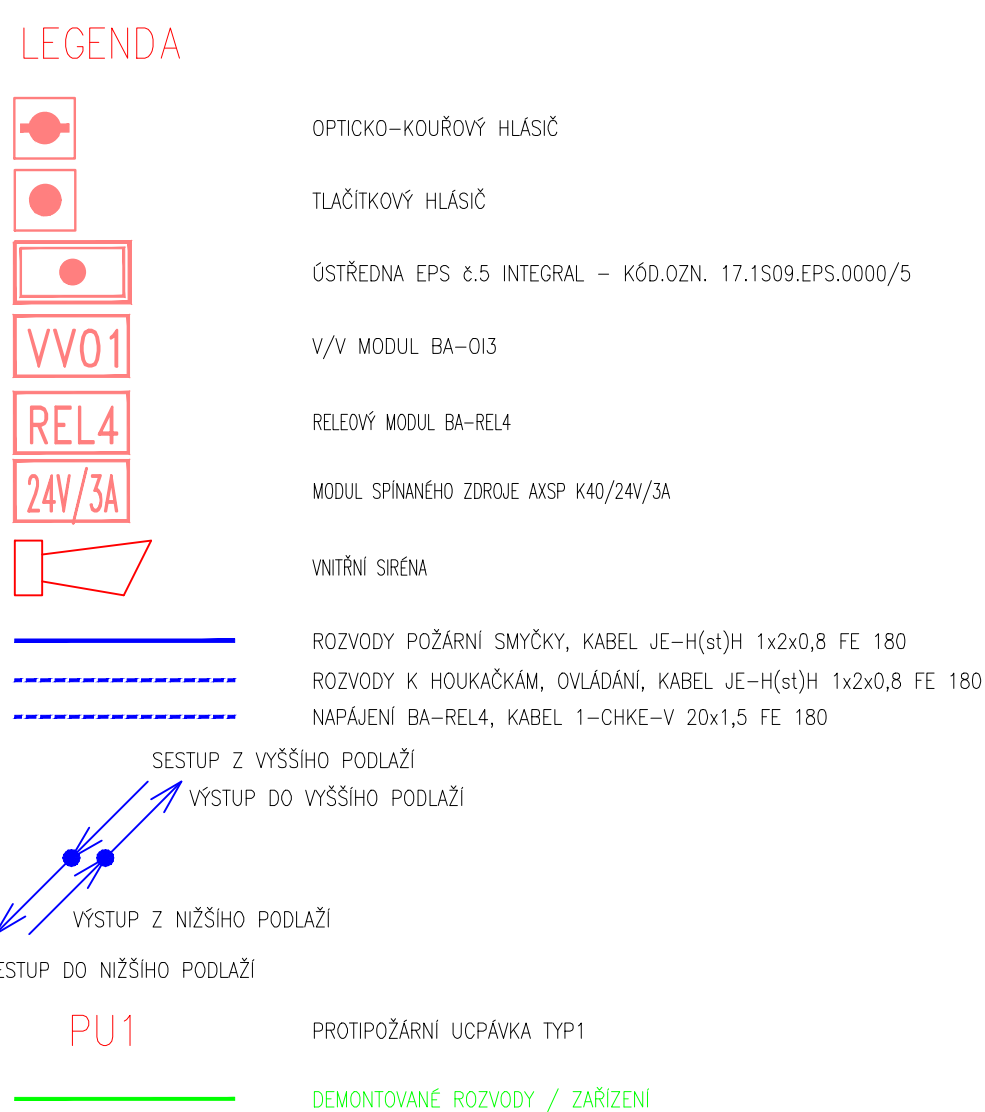 LEGENDA
OPTICKO-KOUŘOVÝ HLÁSIČ
TLAČÍTKOVÝ HLÁSIČ
ÚSTŘEDNA EPS č.5 INTEGRAL - KÓD.OZN. 17.1S09.EPS.0000/5
VV01 V/V MODUL BA-OI3
REL4 RELEOVÝ MODUL BA-REL4
24V/3A MODUL SPÍNANÉHO ZDROJE AXSP K40/24V/3A
VNITŘNÍ SIRÉNA
ROZVODY POŽÁRNÍ SMYČKY, KABEL JE-H(st)H 1x2x0,8 FE 180
ROZVODY K HOUKAČKÁM, OVLÁDÁNÍ, KABEL JE-H(st)H 1x2x0,8 FE 180
NAPÁJENÍ BA-REL4, KABEL 1-CHKE-V 20x1,5 FE 180
SESTUP Z VYŠŠÍHO PODLAŽÍ
VÝSTUP DO VYŠŠÍHO PODLAŽÍ
VÝSTUP Z NIŽŠÍHO PODLAŽÍ
ESTUP DO NIŽŠÍHO PODLAŽÍ
PU1 PROTIPOŽÁRNÍ UCPÁVKA TYP1
DEMONTOVANÉ ROZVODY / ZAŘÍZENÍ